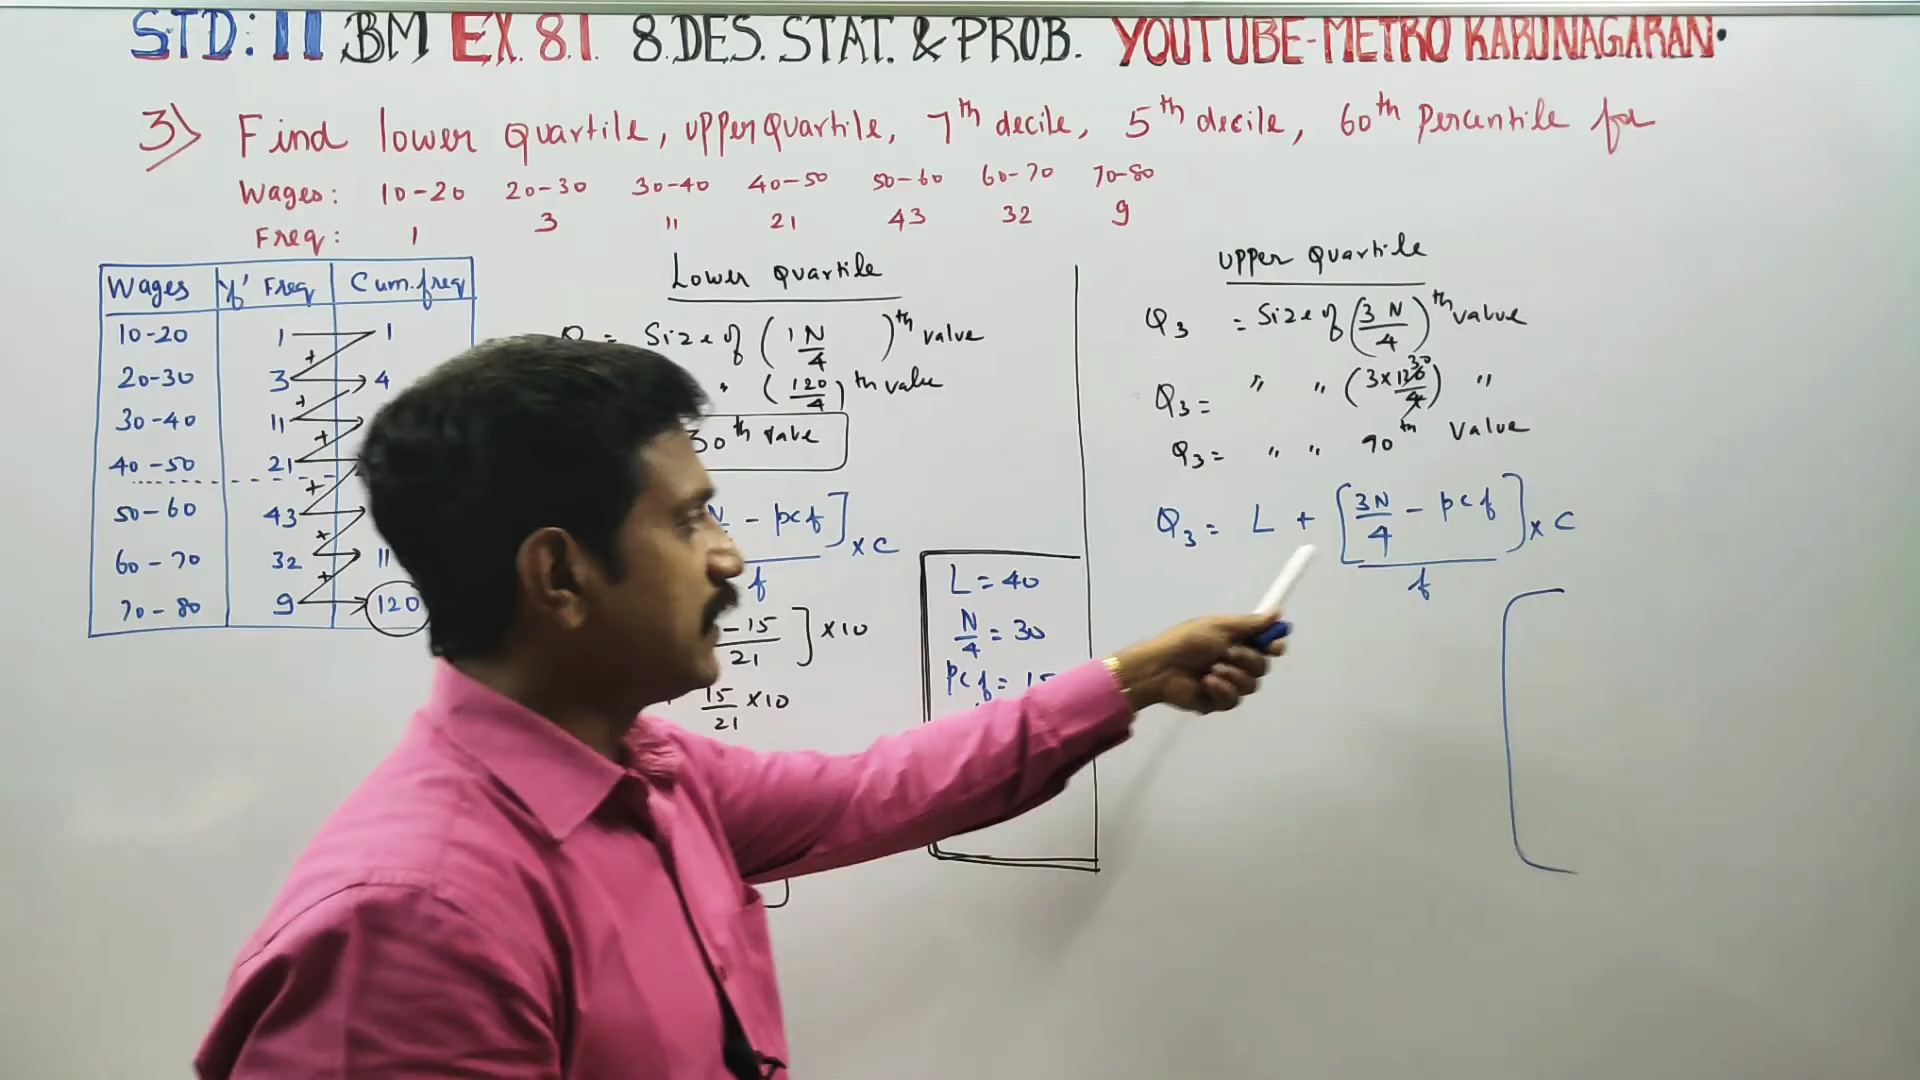 STD: 11 BM EX. 8.1. 8. DES. STAT. & PROB. YOUTUBE-METRO KARUNAGARAN.
3) Find lower quartile, upper quartile, 7th decile, 5th decile, 60th Percentile for
Wages: 10-20 20-30 30-40 40-50 50-60 60-70 70-80
Freq: 1 3 11 21 43 32 9
Wages 'f' Freq Cum.freq
10-20 1 1
20-30 3 4
30-40 11
40-50 21
50-60 43
60-70 32 11
70-80 9 120
Lower Quartile
= Size of (1N/4)th value
" (120/4)th value
30th value
- pcf] × C
f
-15/21] × 10
15/21 × 10
L = 40
N/4 = 30
pcf = 15
Upper Quartile
Q3 = Size of (3N/4)th value
Q3 = " " (3×120/4) " 30
Q3 = " " 90th Value
Q3 = L + [3N/4 - pcf] × C
f